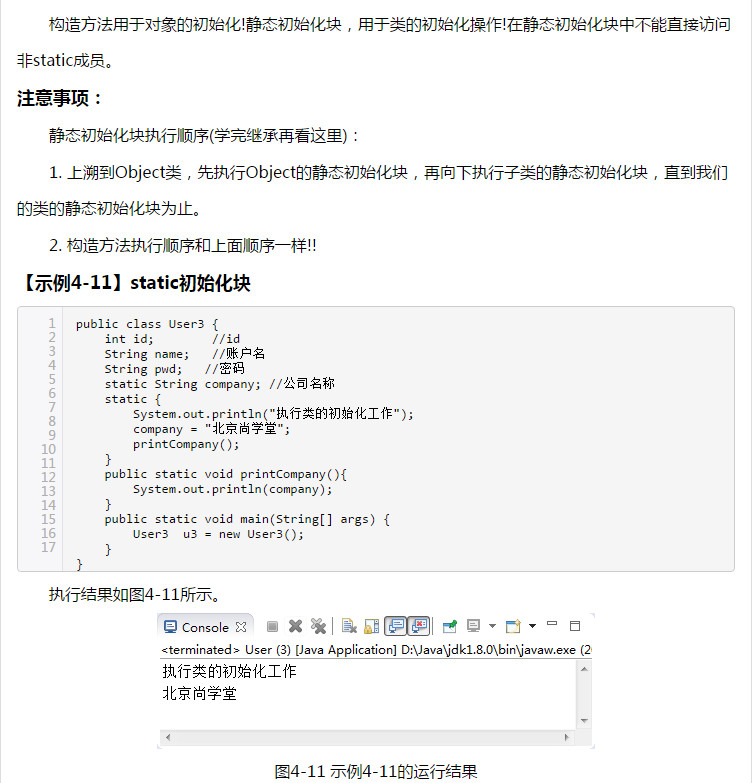 构造方法用于对象的初始化!静态初始化块，用于类的初始化操作!在静态初始化块中不能直接访问
非static成员。
注意事项：
静态初始化块执行顺序(学完继承再看这里)：
1. 上溯到Object类，先执行Object的静态初始化块，再向下执行子类的静态初始化块，直到我们
的类的静态初始化块为止。
2. 构造方法执行顺序和上面顺序一样!!
【示例4-11】static初始化块
1 public class User3 {
2     int id;        //id
3     String name;   //账户名
4     String pwd;   //密码
5     static String company; //公司名称
6     static {
7         System.out.println("执行类的初始化工作");
8         company = "北京尚学堂";
9         printCompany();
10     }
11     public static void printCompany(){
12         System.out.println(company);
13     }
14     public static void main(String[] args) {
15         User3  u3 = new User3();
16     }
17 }
执行结果如图4-11所示。
Console
<terminated> User (3) [Java Application] D:\Java\jdk1.8.0\bin\javaw.exe (2
执行类的初始化工作
北京尚学堂
图4-11 示例4-11的运行结果